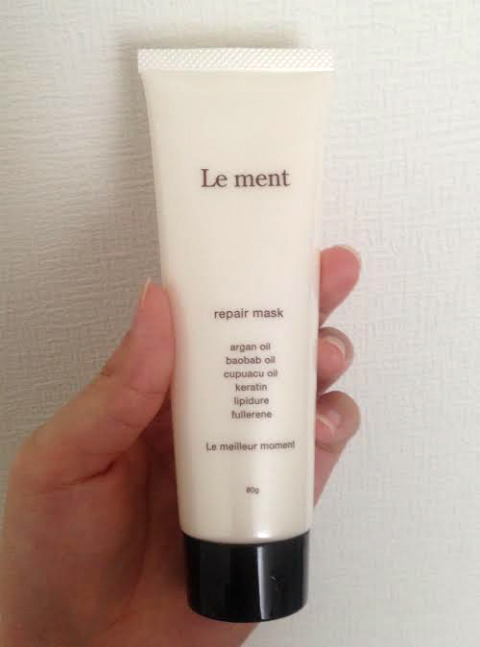 Le ment
repair mask
argan oil
baobab oil
cupuacu oil
keratin
lipidure
fullerene
Le meilleur moment
80g